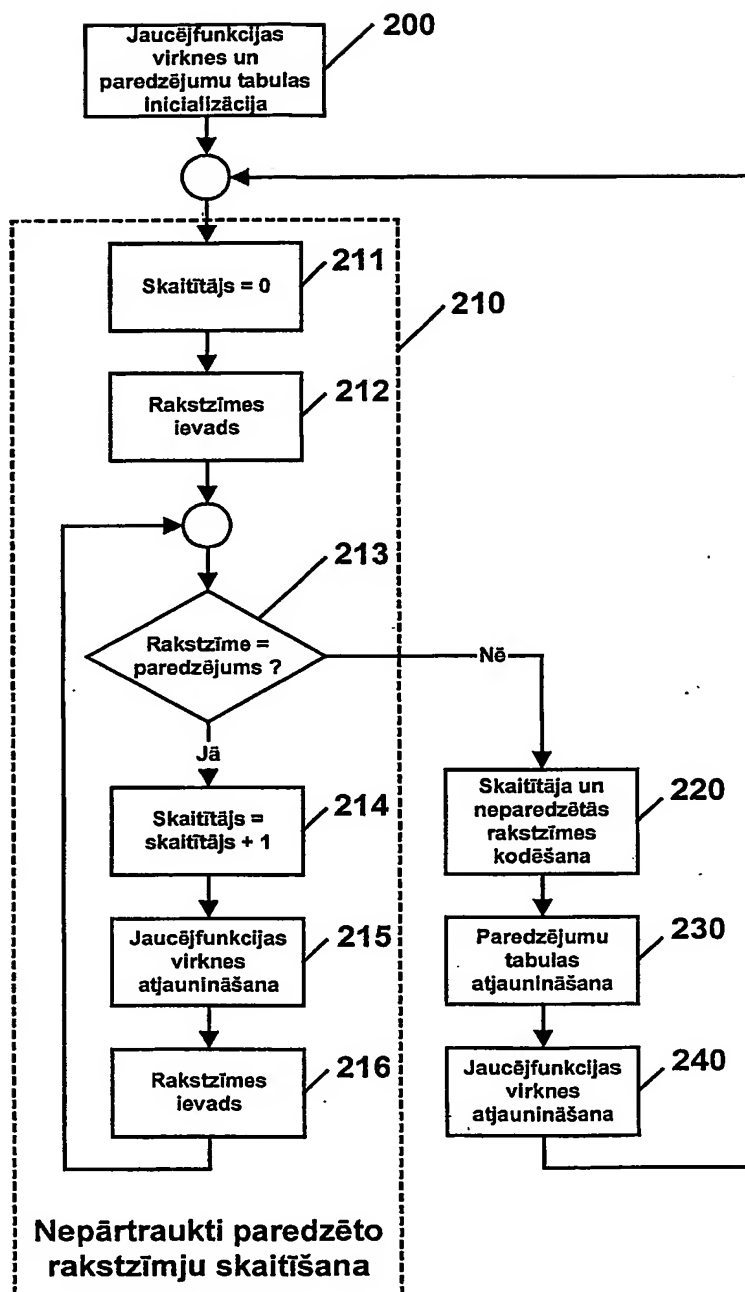 200
Jaucējfunkcijas
virknes un
paredzējumu tabulas
inicializācija
211
Skaitītājs = 0
210
212
Rakstzīmes
ievads
213
Rakstzīme =
paredzējums ?
Nē
Jā
214
Skaitītājs =
skaitītājs + 1
220
Skaitītāja un
neparedzētās
rakstzīmes
kodēšana
215
Jaucējfunkcijas
virknes
atjaunināšana
230
Paredzējumu
tabulas
atjaunināšana
216
Rakstzīmes
ievads
240
Jaucējfunkcijas
virknes
atjaunināšana
Nepārtraukti paredzēto
rakstzīmju skaitīšana